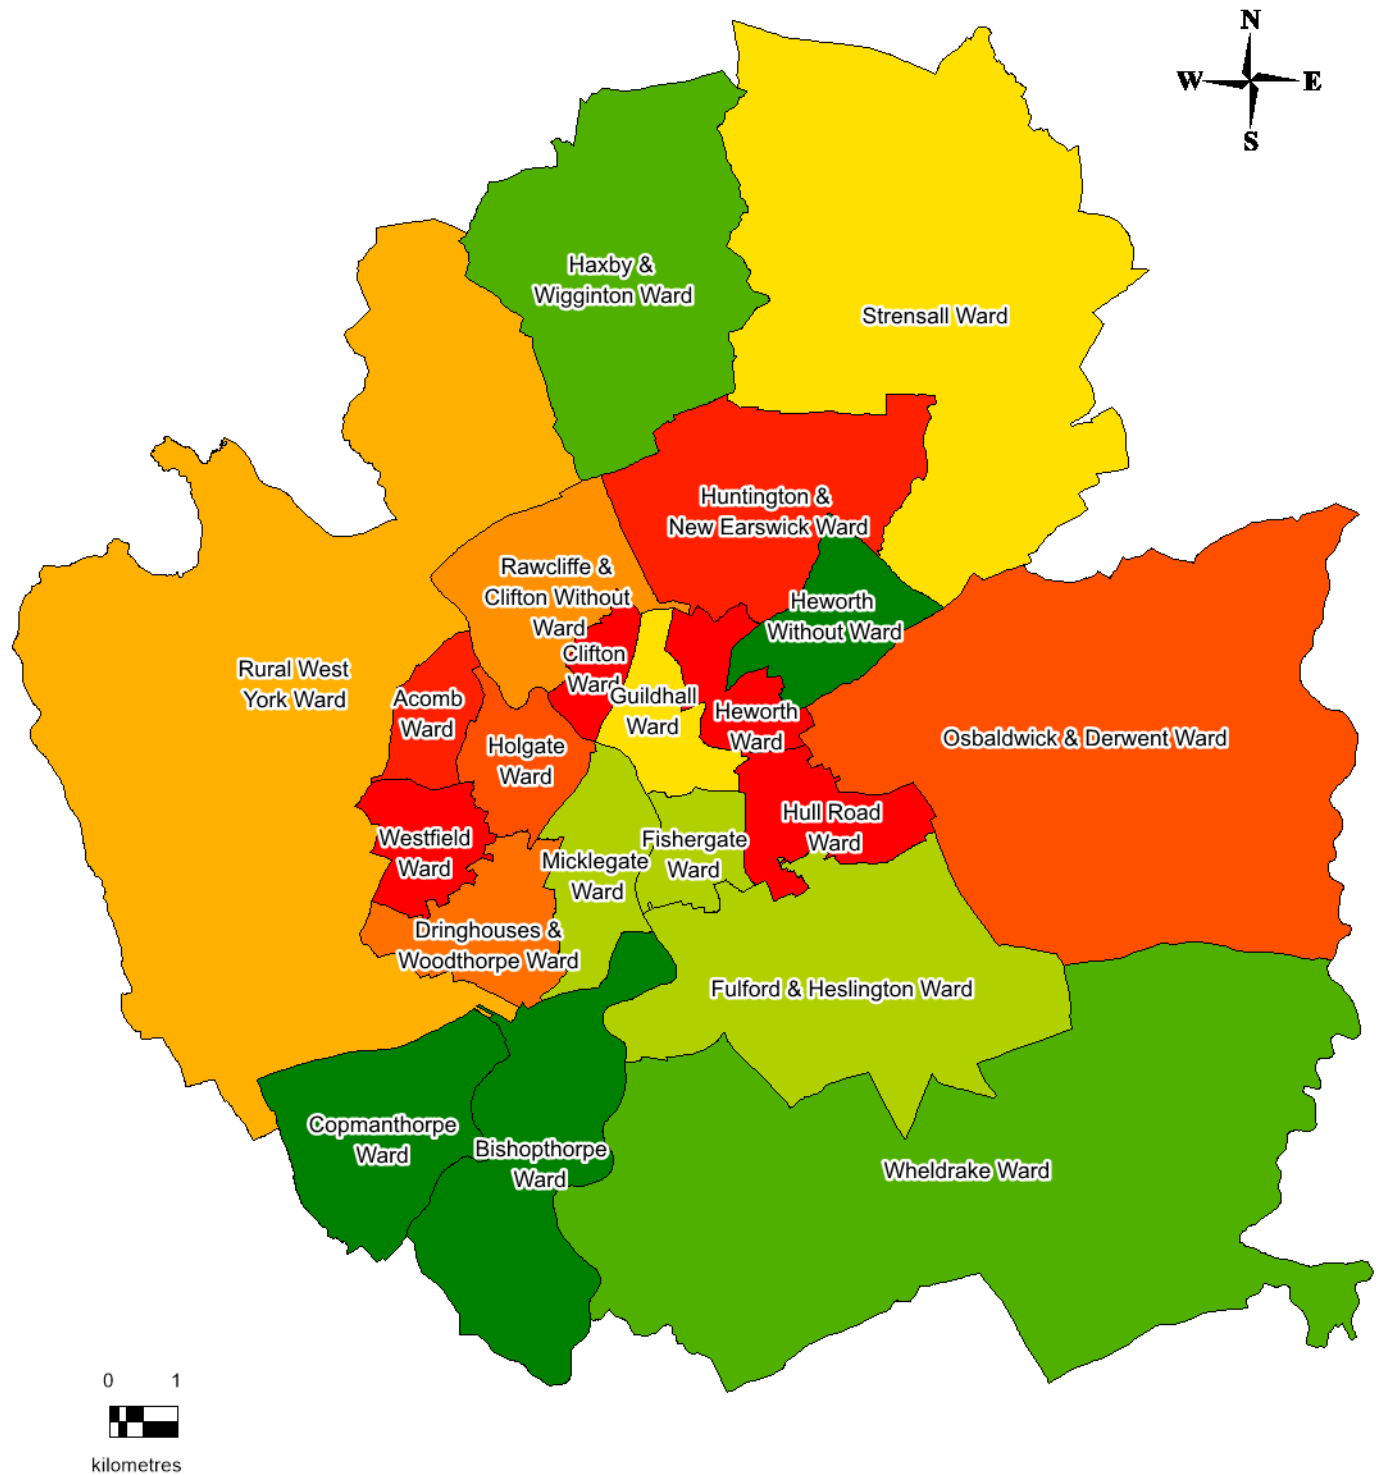 N
W E
S
Haxby &
Wigginton Ward
Strensall Ward
Huntington &
New Earswick Ward
Rawcliffe &
Clifton Without
Ward
Heworth
Without Ward
Clifton
Ward
Rural West
York Ward
Acomb
Ward
Guildhall
Ward
Heworth
Ward
Holgate
Ward
Osbaldwick & Derwent Ward
Hull Road
Ward
Westfield
Ward
Fishergate
Ward
Micklegate
Ward
Dringhouses &
Woodthorpe Ward
Fulford & Heslington Ward
Copmanthorpe
Ward
Bishopthorpe
Ward
Wheldrake Ward
0 1
kilometres